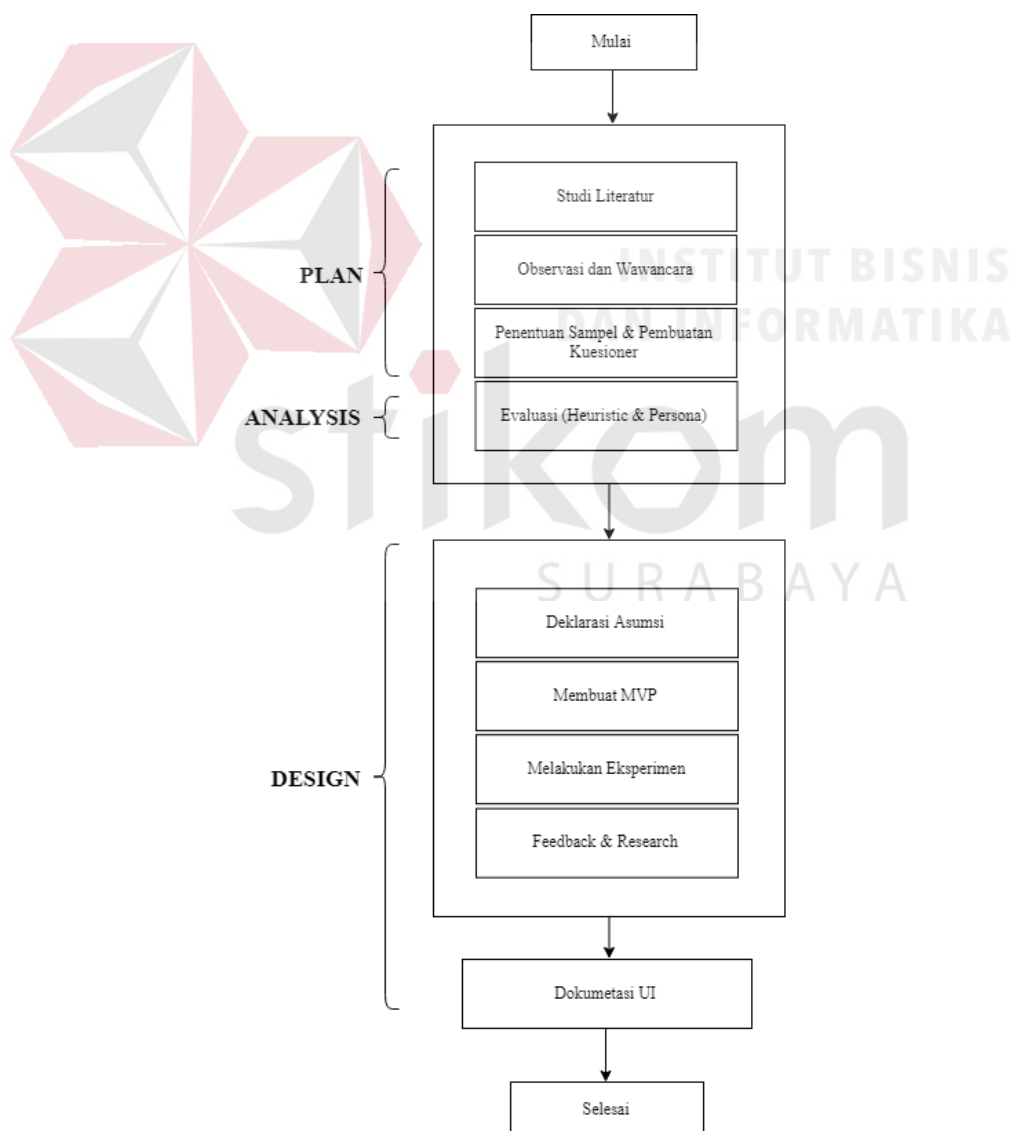 Mulai
Studi Literatur
PLAN
Observasi dan Wawancara
INSTITUT BISNIS
DAN INFORMATIKA
Penentuan Sampel & Pembuatan
Kuesioner
ANALYSIS
Evaluasi (Heuristic & Persona)
stikom
SURABAYA
Deklarasi Asumsi
Membuat MVP
DESIGN
Melakukan Eksperimen
Feedback & Research
Dokumetasi UI
Selesai